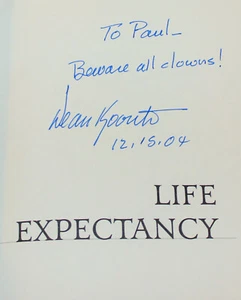 To Paul—
Beware all clowns!
Dean Koontz
12.15.04
LIFE
EXPECTANCY